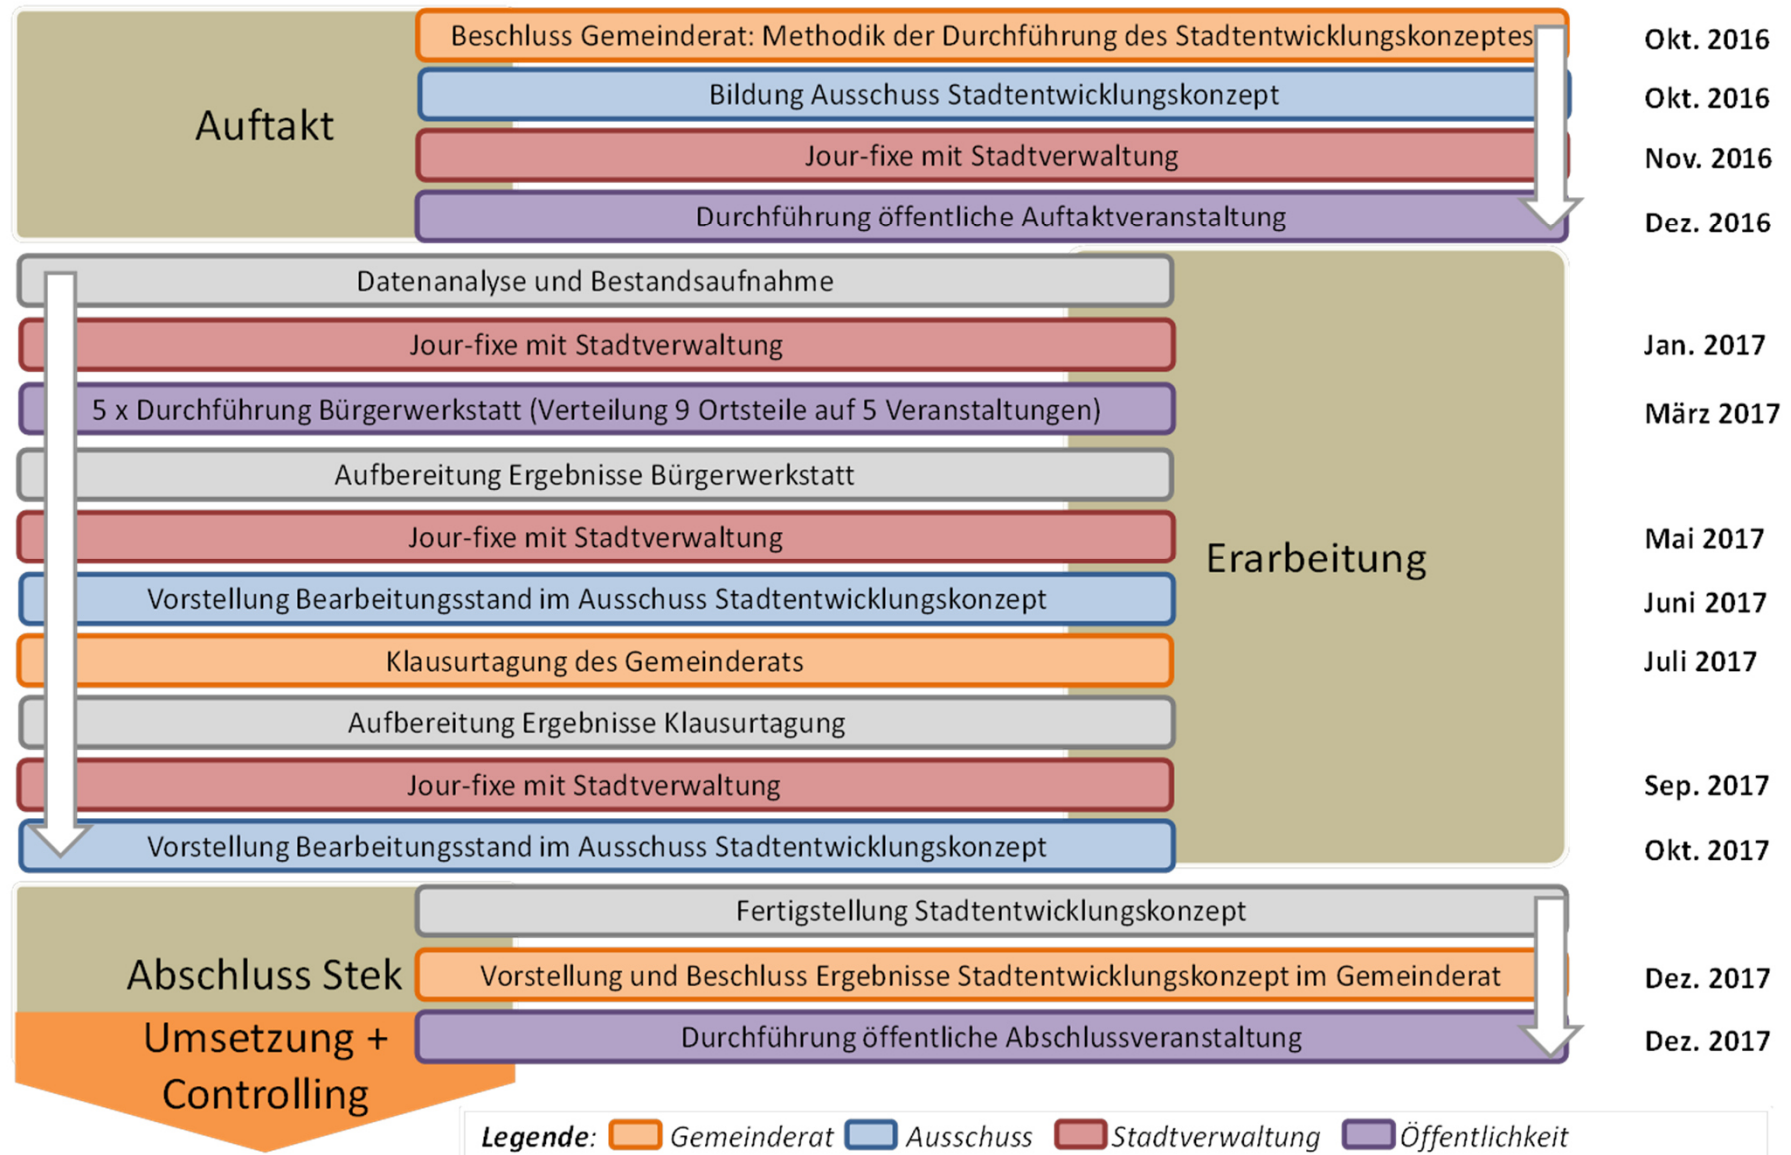 Auftakt
Beschluss Gemeinderat: Methodik der Durchführung des Stadtentwicklungskonzeptes
Okt. 2016
Bildung Ausschuss Stadtentwicklungskonzept
Okt. 2016
Jour-fixe mit Stadtverwaltung
Nov. 2016
Durchführung öffentliche Auftaktveranstaltung
Dez. 2016
Erarbeitung
Datenanalyse und Bestandsaufnahme
Jour-fixe mit Stadtverwaltung
Jan. 2017
5 x Durchführung Bürgerwerkstatt (Verteilung 9 Ortsteile auf 5 Veranstaltungen)
März 2017
Aufbereitung Ergebnisse Bürgerwerkstatt
Jour-fixe mit Stadtverwaltung
Mai 2017
Vorstellung Bearbeitungsstand im Ausschuss Stadtentwicklungskonzept
Juni 2017
Klausurtagung des Gemeinderats
Juli 2017
Aufbereitung Ergebnisse Klausurtagung
Jour-fixe mit Stadtverwaltung
Sep. 2017
Vorstellung Bearbeitungsstand im Ausschuss Stadtentwicklungskonzept
Okt. 2017
Abschluss Stek
Fertigstellung Stadtentwicklungskonzept
Vorstellung und Beschluss Ergebnisse Stadtentwicklungskonzept im Gemeinderat
Dez. 2017
Durchführung öffentliche Abschlussveranstaltung
Dez. 2017
Umsetzung +
Controlling
Legende: Gemeinderat Ausschuss Stadtverwaltung Öffentlichkeit